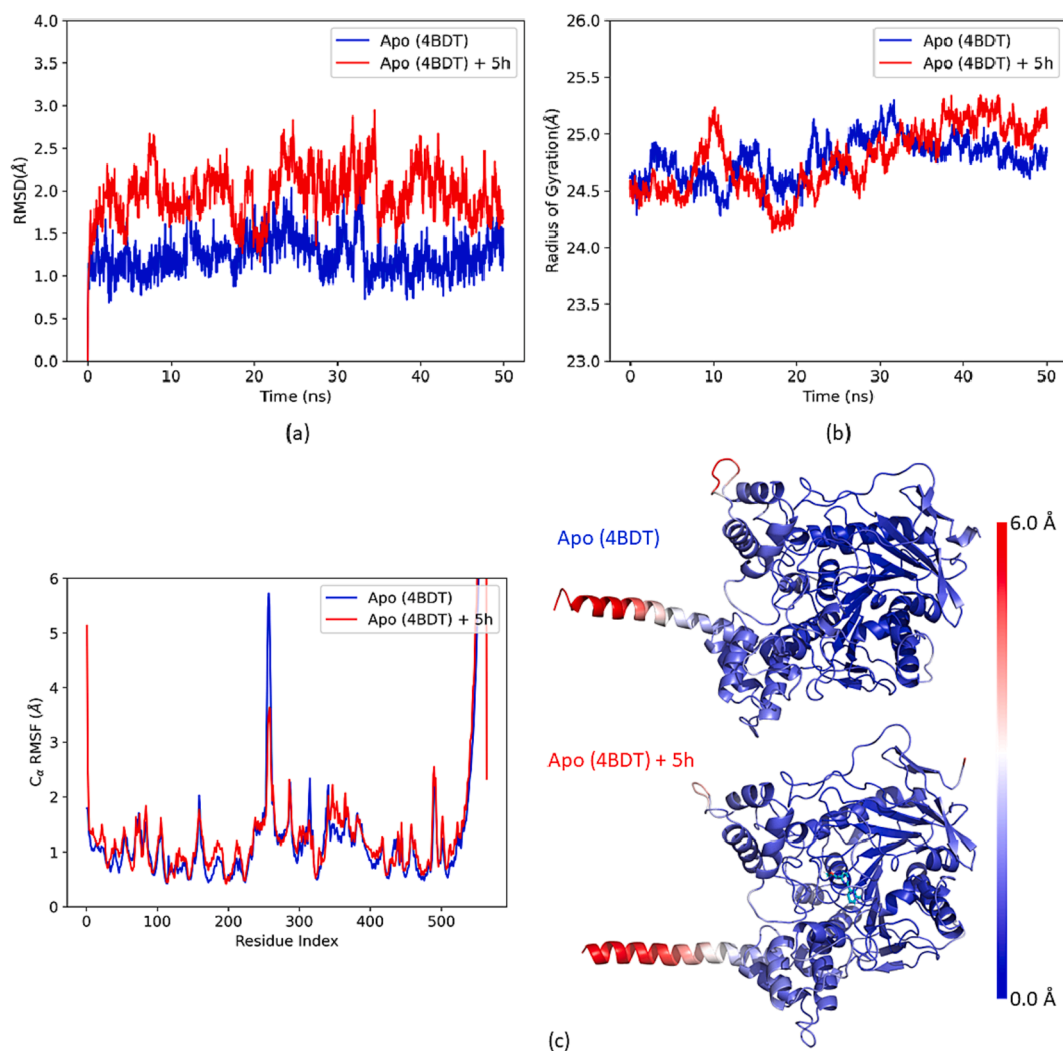 4.0
3.5
3.0
2.5
2.0
1.5
1.0
0.5
0.0
RMSD(Å)
Apo (4BDT)
Apo (4BDT) + 5h
0 10 20 30 40 50
Time (ns)
(a)
26.0
25.5
25.0
24.5
24.0
23.5
23.0
Radius of Gyration(Å)
Apo (4BDT)
Apo (4BDT) + 5h
0 10 20 30 40 50
Time (ns)
(b)
6
5
4
3
2
1
0
Cα RMSF (Å)
Apo (4BDT)
Apo (4BDT) + 5h
0 100 200 300 400 500
Residue Index
Apo (4BDT)
Apo (4BDT) + 5h
6.0 Å
0.0 Å
(c)